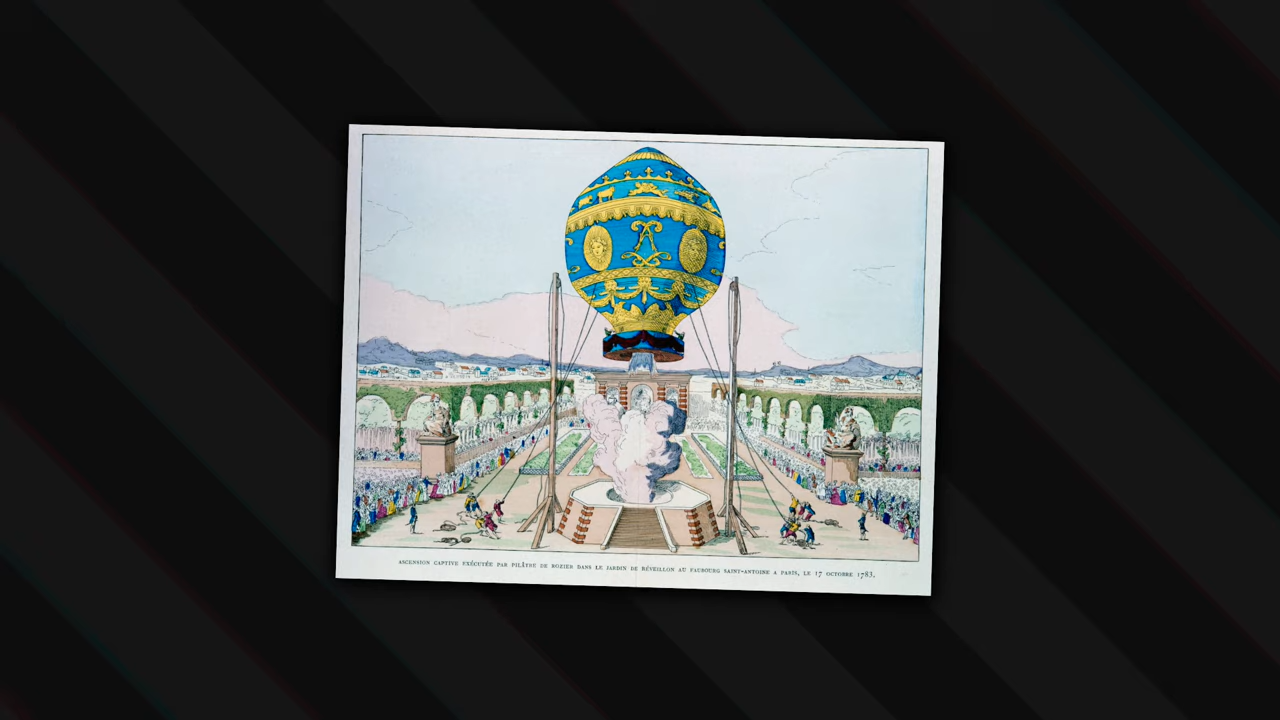 ASCENSION CAPTIVE EXÉCUTÉE PAR PILÂTRE DE ROZIER DANS LE JARDIN DE RÉVEILLON AU FAUBOURG SAINT-ANTOINE A PARIS, LE 17 OCTOBRE 1783.